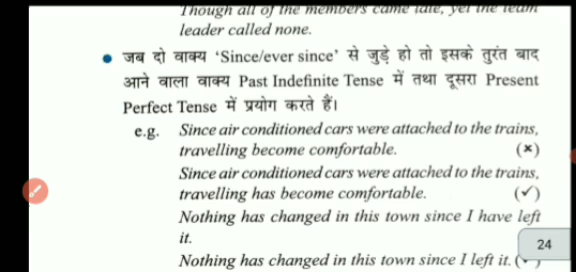 Though all of the members came late, yet the team
leader called none.
• जब दो वाक्य ‘Since/ever since’ से जुड़े हो तो इसके तुरंत बाद
आने वाला वाक्य Past Indefinite Tense में तथा दूसरा Present
Perfect Tense में प्रयोग करते हैं।
e.g. Since air conditioned cars were attached to the trains,
travelling become comfortable. (×)
Since air conditioned cars were attached to the trains,
travelling has become comfortable. (✓)
Nothing has changed in this town since I have left
it.
24
Nothing has changed in this town since I left it. (✓)